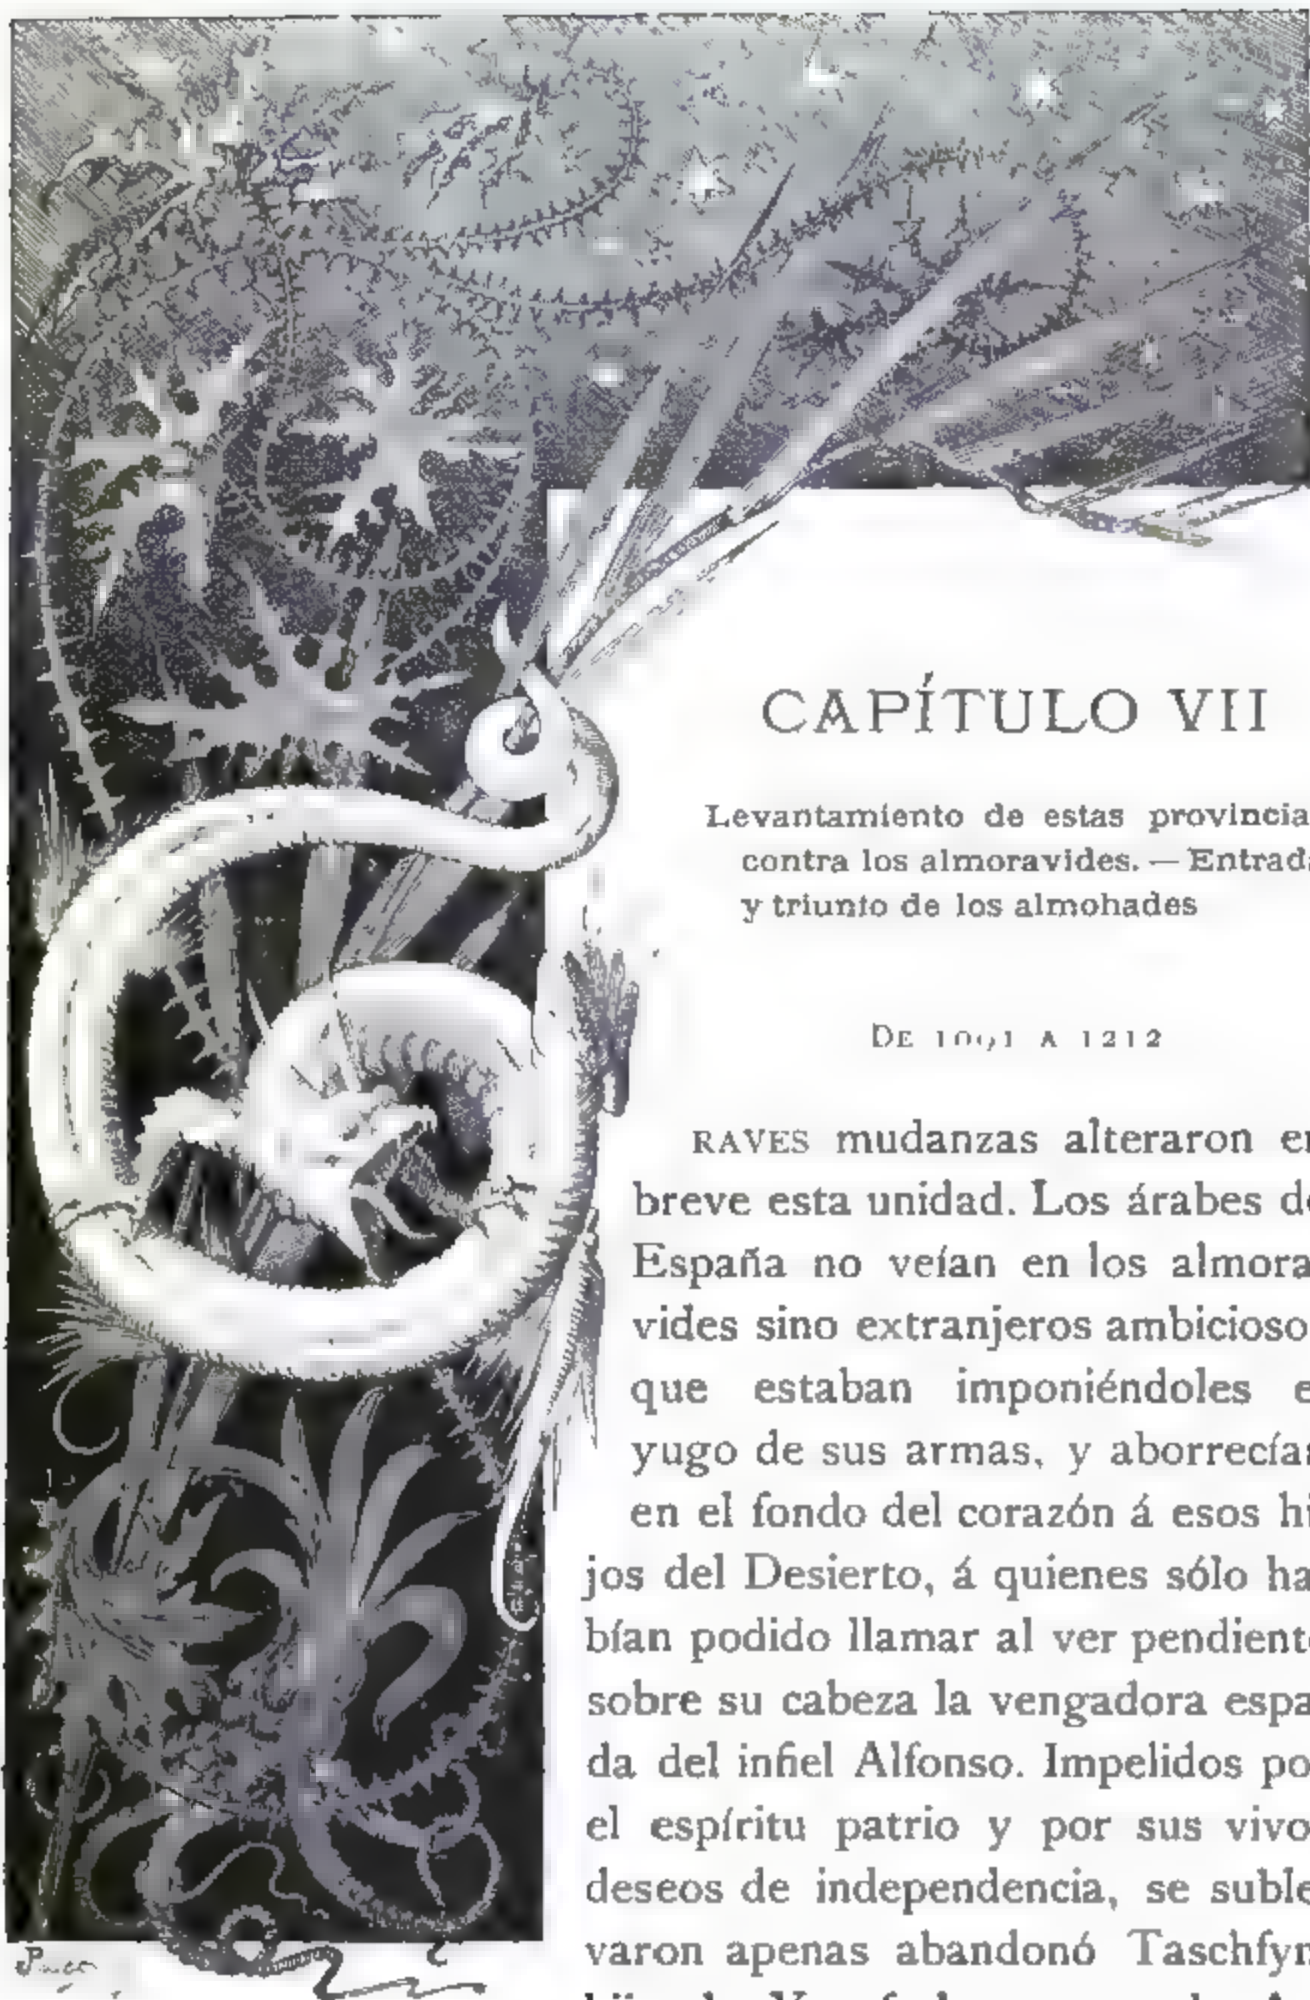 CAPÍTULO VII
Levantamiento de estas provincia
contra los almoravides. — Entrada
y triunfo de los almohades
DE 1091 A 1212
RAVES mudanzas alteraron en
breve esta unidad. Los árabes de
España no veían en los almora
vides sino extranjeros ambicioso
que estaban imponiéndoles e
yugo de sus armas, y aborrecían
en el fondo del corazón á esos hi
jos del Desierto, á quienes sólo ha
bían podido llamar al ver pendiente
sobre su cabeza la vengadora espa
da del infiel Alfonso. Impelidos po
el espíritu patrio y por sus vivo
deseos de independencia, se suble
varon apenas abandonó Taschfyn